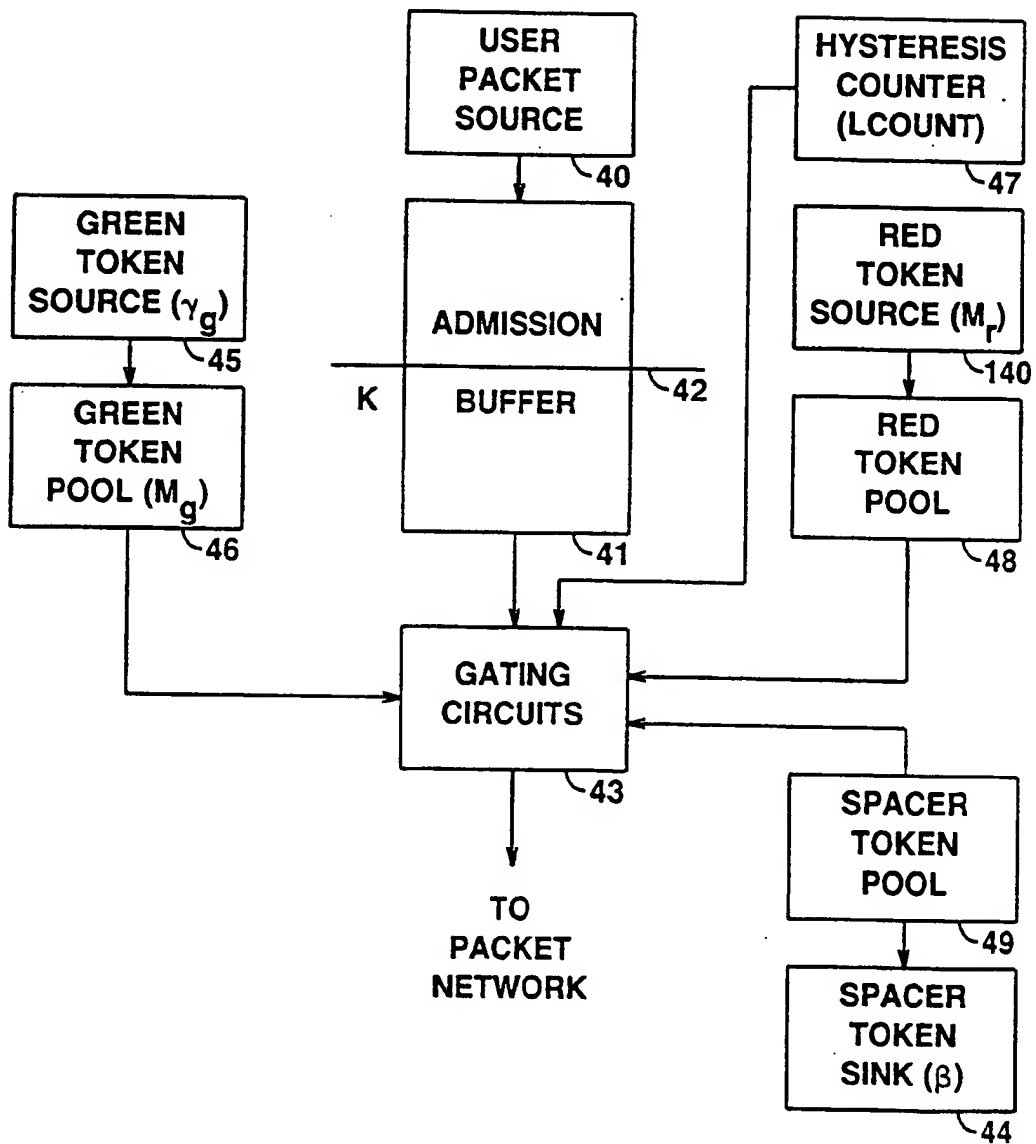 USER
PACKET
SOURCE
40
HYSTERESIS
COUNTER
(LCOUNT)
47
GREEN
TOKEN
SOURCE (γg)
45
GREEN
TOKEN
POOL (Mg)
46
ADMISSION
K
BUFFER
42
41
RED
TOKEN
SOURCE (Mr)
140
RED
TOKEN
POOL
48
GATING
CIRCUITS
43
TO
PACKET
NETWORK
SPACER
TOKEN
POOL
49
SPACER
TOKEN
SINK (β)
44